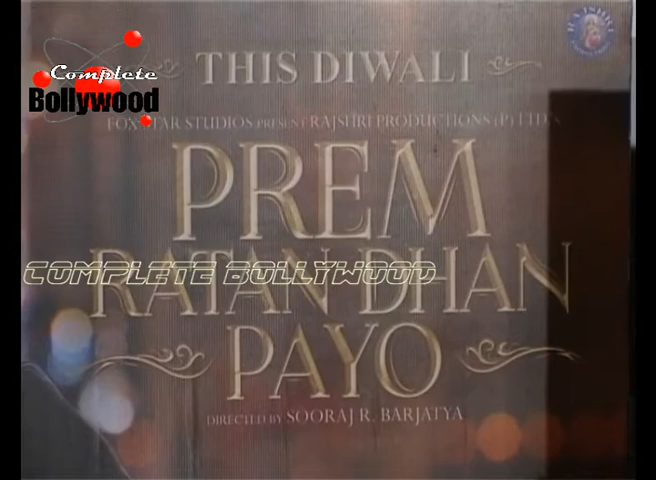 RAJSHRI
THIS DIWALI
Complete
Bollywood
FOX STAR STUDIOS PRESENT RAJSHRI PRODUCTIONS (P) LTD.'s
PREM
RATAN DHAN
COMPLETE BOLLYWOOD
PAYO
DIRECTED BY SOORAJ R. BARJATYA